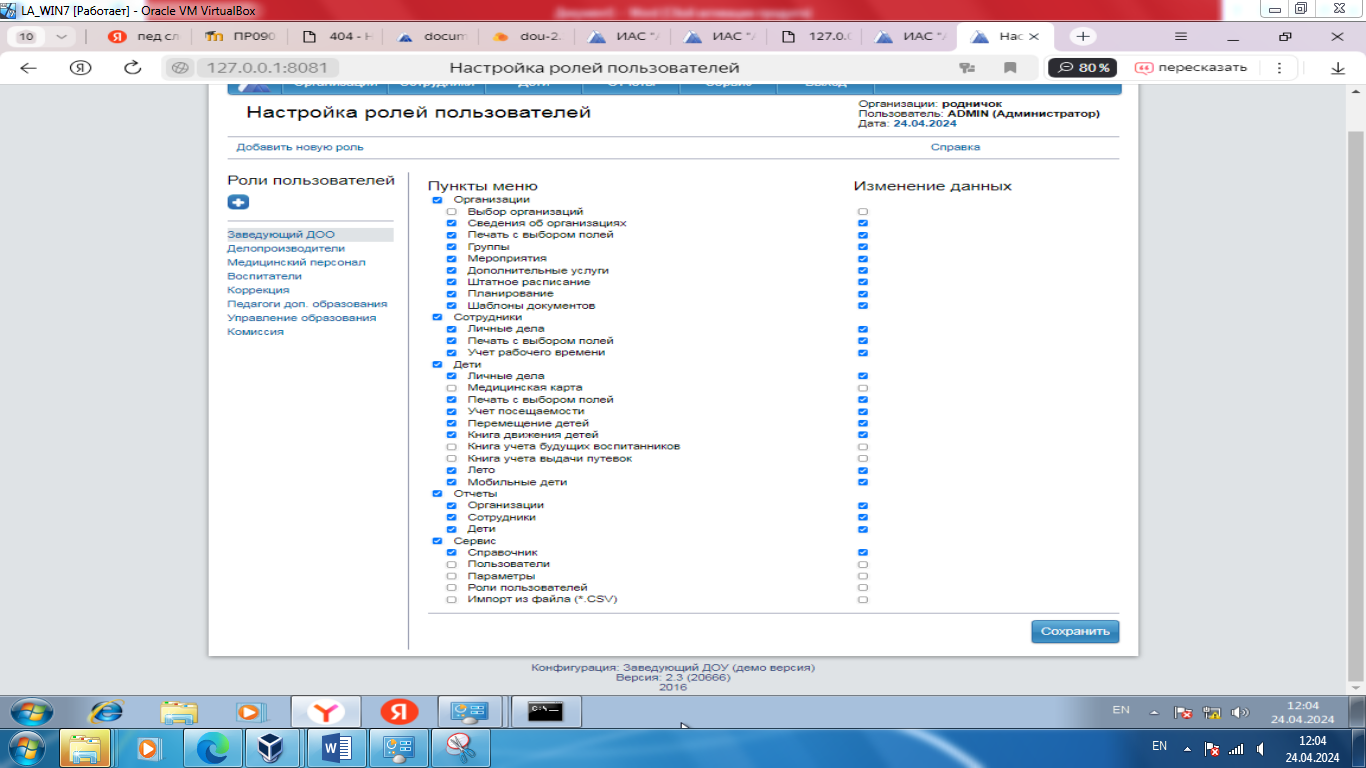 LA_WIN7 [Работает] - Oracle VM VirtualBox
10
пед сл
ПР090
404 - Н
docum
dou-2.
ИАС "А
ИАС "А
127.0.0
ИАС "А
Нас
127.0.0.1:8081
Настройка ролей пользователей
80 %
пересказать
Организации Сотрудники Дети Отчеты Сервис Выход
Настройка ролей пользователей
Организации: родничок
Пользователь: ADMIN (Администратор)
Дата: 24.04.2024
Добавить новую роль
Справка
Роли пользователей
Заведующий ДОО
Делопроизводители
Медицинский персонал
Воспитатели
Коррекция
Педагоги доп. образования
Управление образования
Комиссия
Пункты меню
Изменение данных
Организации
Выбор организаций
Сведения об организациях
Печать с выбором полей
Группы
Мероприятия
Дополнительные услуги
Штатное расписание
Планирование
Шаблоны документов
Сотрудники
Личные дела
Печать с выбором полей
Учет рабочего времени
Дети
Личные дела
Медицинская карта
Печать с выбором полей
Учет посещаемости
Перемещение детей
Книга движения детей
Книга учета будущих воспитанников
Книга учета выдачи путевок
Лето
Мобильные дети
Отчеты
Организации
Сотрудники
Дети
Сервис
Справочник
Пользователи
Параметры
Роли пользователей
Импорт из файла (*.CSV)
Сохранить
Конфигурация: Заведующий ДОУ (демо версия)
Версия: 2.3 (20666)
2016
EN
12:04
24.04.2024
EN
12:04
24.04.2024